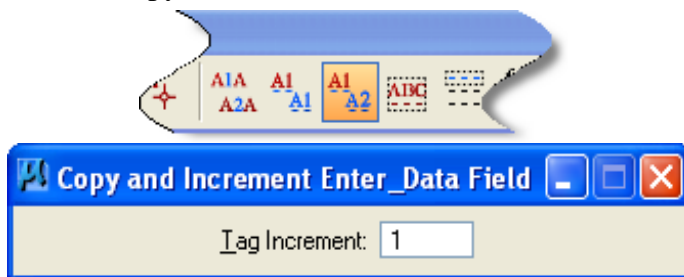 A1A A1 A1 ABC
A2A A1 A2
Copy and Increment Enter_Data Field
Tag Increment: 1